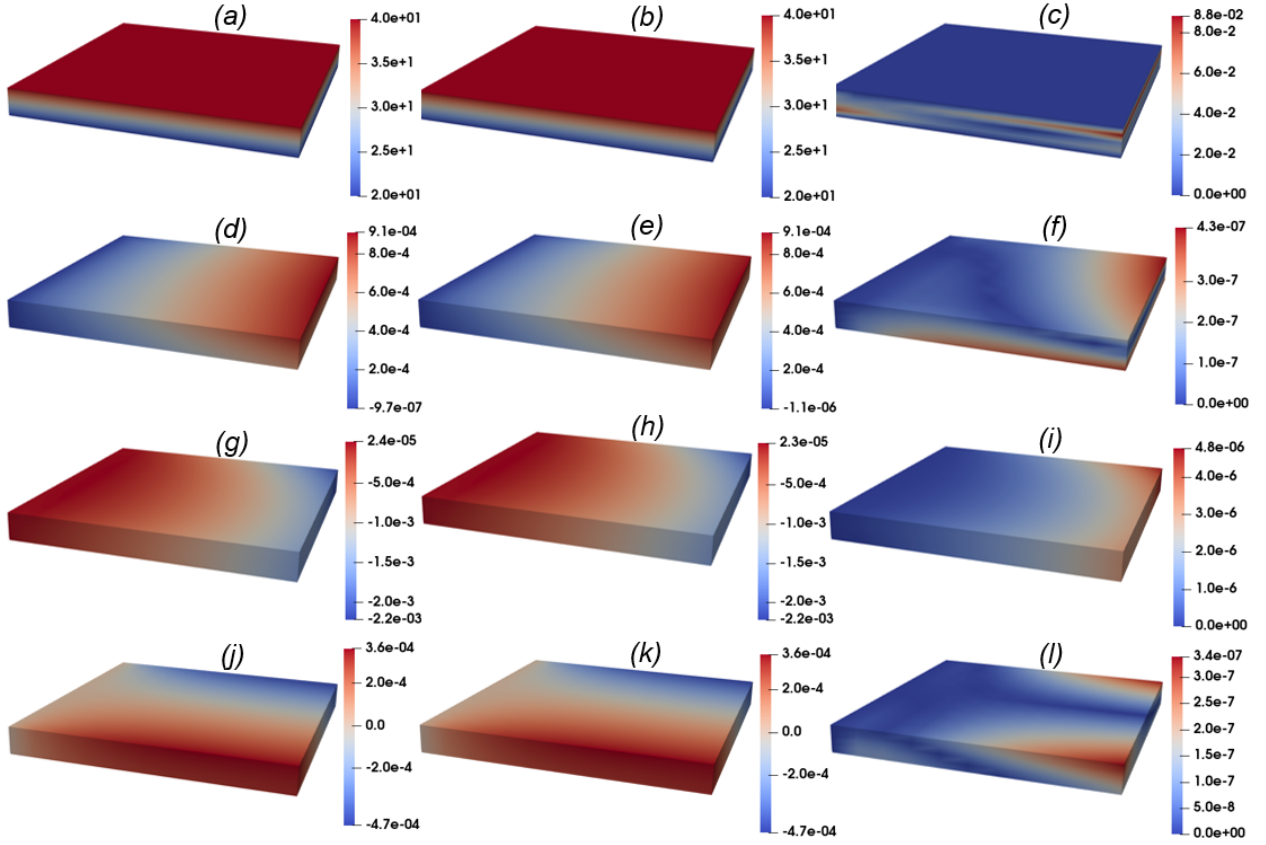 (a)
4.0e+01
3.5e+1
3.0e+1
2.5e+1
2.0e+01
(b)
4.0e+01
3.5e+1
3.0e+1
2.5e+1
2.0e+01
(c)
8.8e-02
8.0e-2
6.0e-2
4.0e-2
2.0e-2
0.0e+00
(d)
9.1e-04
8.0e-4
6.0e-4
4.0e-4
2.0e-4
-9.7e-07
(e)
9.1e-04
8.0e-4
6.0e-4
4.0e-4
2.0e-4
-1.1e-06
(f)
4.3e-07
3.0e-7
2.0e-7
1.0e-7
0.0e+00
(g)
2.4e-05
-5.0e-4
-1.0e-3
-1.5e-3
-2.0e-3
-2.2e-03
(h)
2.3e-05
-5.0e-4
-1.0e-3
-1.5e-3
-2.0e-3
-2.2e-03
(i)
4.8e-06
4.0e-6
3.0e-6
2.0e-6
1.0e-6
0.0e+00
(j)
3.6e-04
2.0e-4
0.0
-2.0e-4
-4.7e-04
(k)
3.6e-04
2.0e-4
0.0
-2.0e-4
-4.7e-04
(l)
3.4e-07
3.0e-7
2.5e-7
2.0e-7
1.5e-7
1.0e-7
5.0e-8
0.0e+00